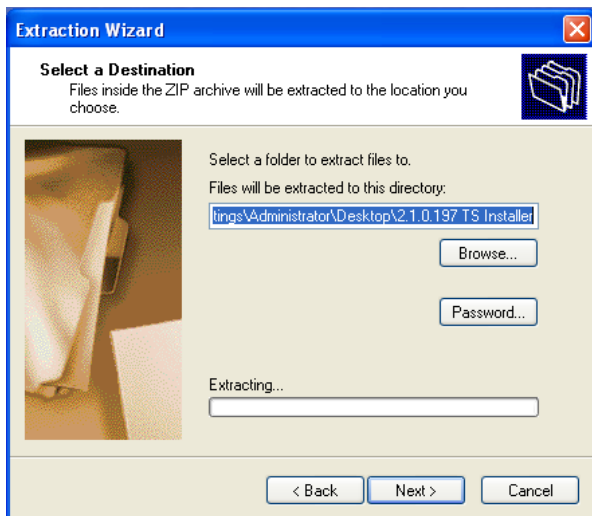 Extraction Wizard
Select a Destination
Files inside the ZIP archive will be extracted to the location you
choose.
Select a folder to extract files to.
Files will be extracted to this directory:
tings\Administrator\Desktop\2.1.0.197 TS Installer
Browse...
Password...
Extracting...
< Back
Next >
Cancel